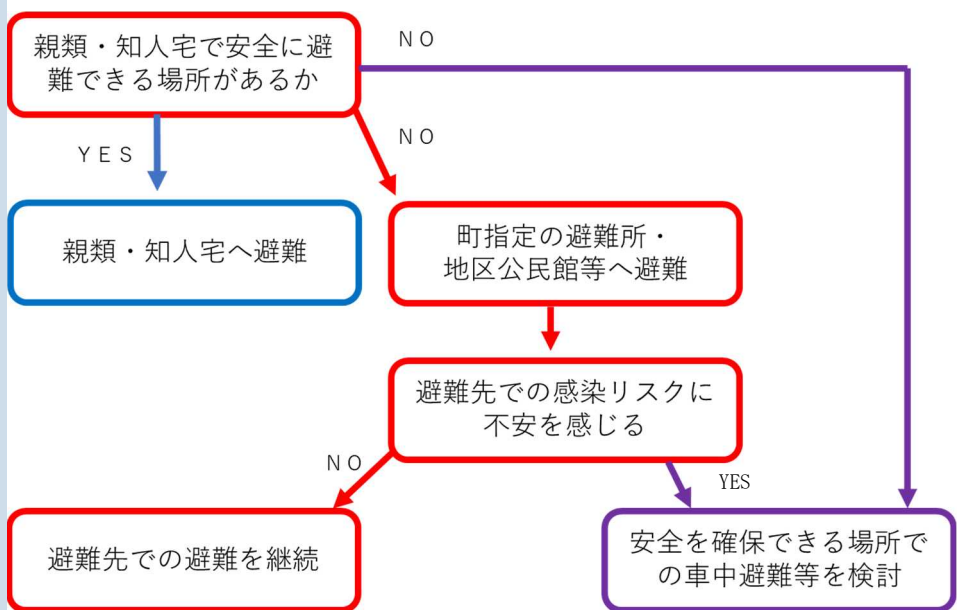 親類・知人宅で安全に避
難できる場所があるか
ＮＯ
ＮＯ
ＹＥＳ
親類・知人宅へ避難
町指定の避難所・
地区公民館等へ避難
避難先での感染リスクに
不安を感じる
ＮＯ
YES
避難先での避難を継続
安全を確保できる場所で
の車中避難等を検討